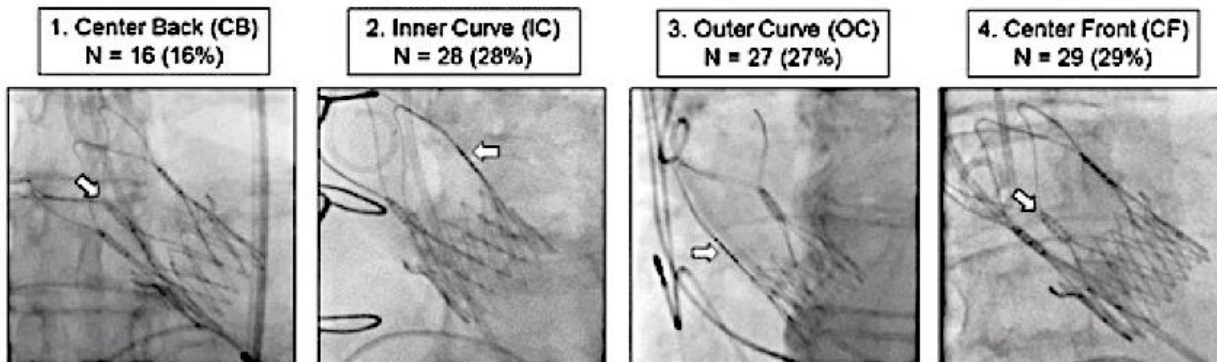 1. Center Back (CB)
N = 16 (16%)
2. Inner Curve (IC)
N = 28 (28%)
3. Outer Curve (OC)
N = 27 (27%)
4. Center Front (CF)
N = 29 (29%)